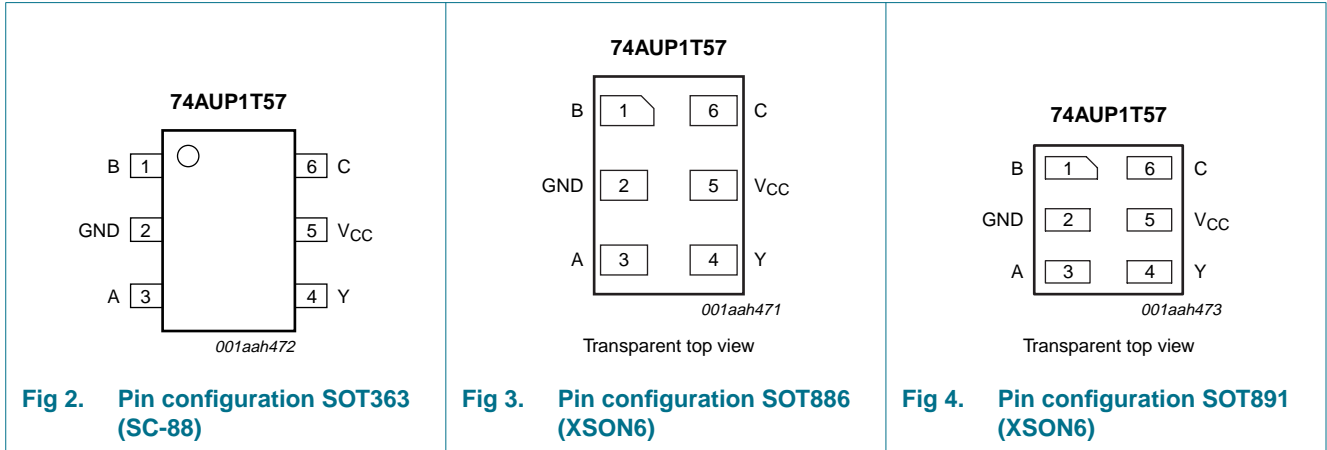 74AUP1T57
B 1 6 C
GND 2 5 VCC
A 3 4 Y
001aah472
Fig 2. Pin configuration SOT363
(SC-88)
74AUP1T57
B 1 6 C
GND 2 5 VCC
A 3 4 Y
001aah471
Transparent top view
Fig 3. Pin configuration SOT886
(XSON6)
74AUP1T57
B 1 6 C
GND 2 5 VCC
A 3 4 Y
001aah473
Transparent top view
Fig 4. Pin configuration SOT891
(XSON6)